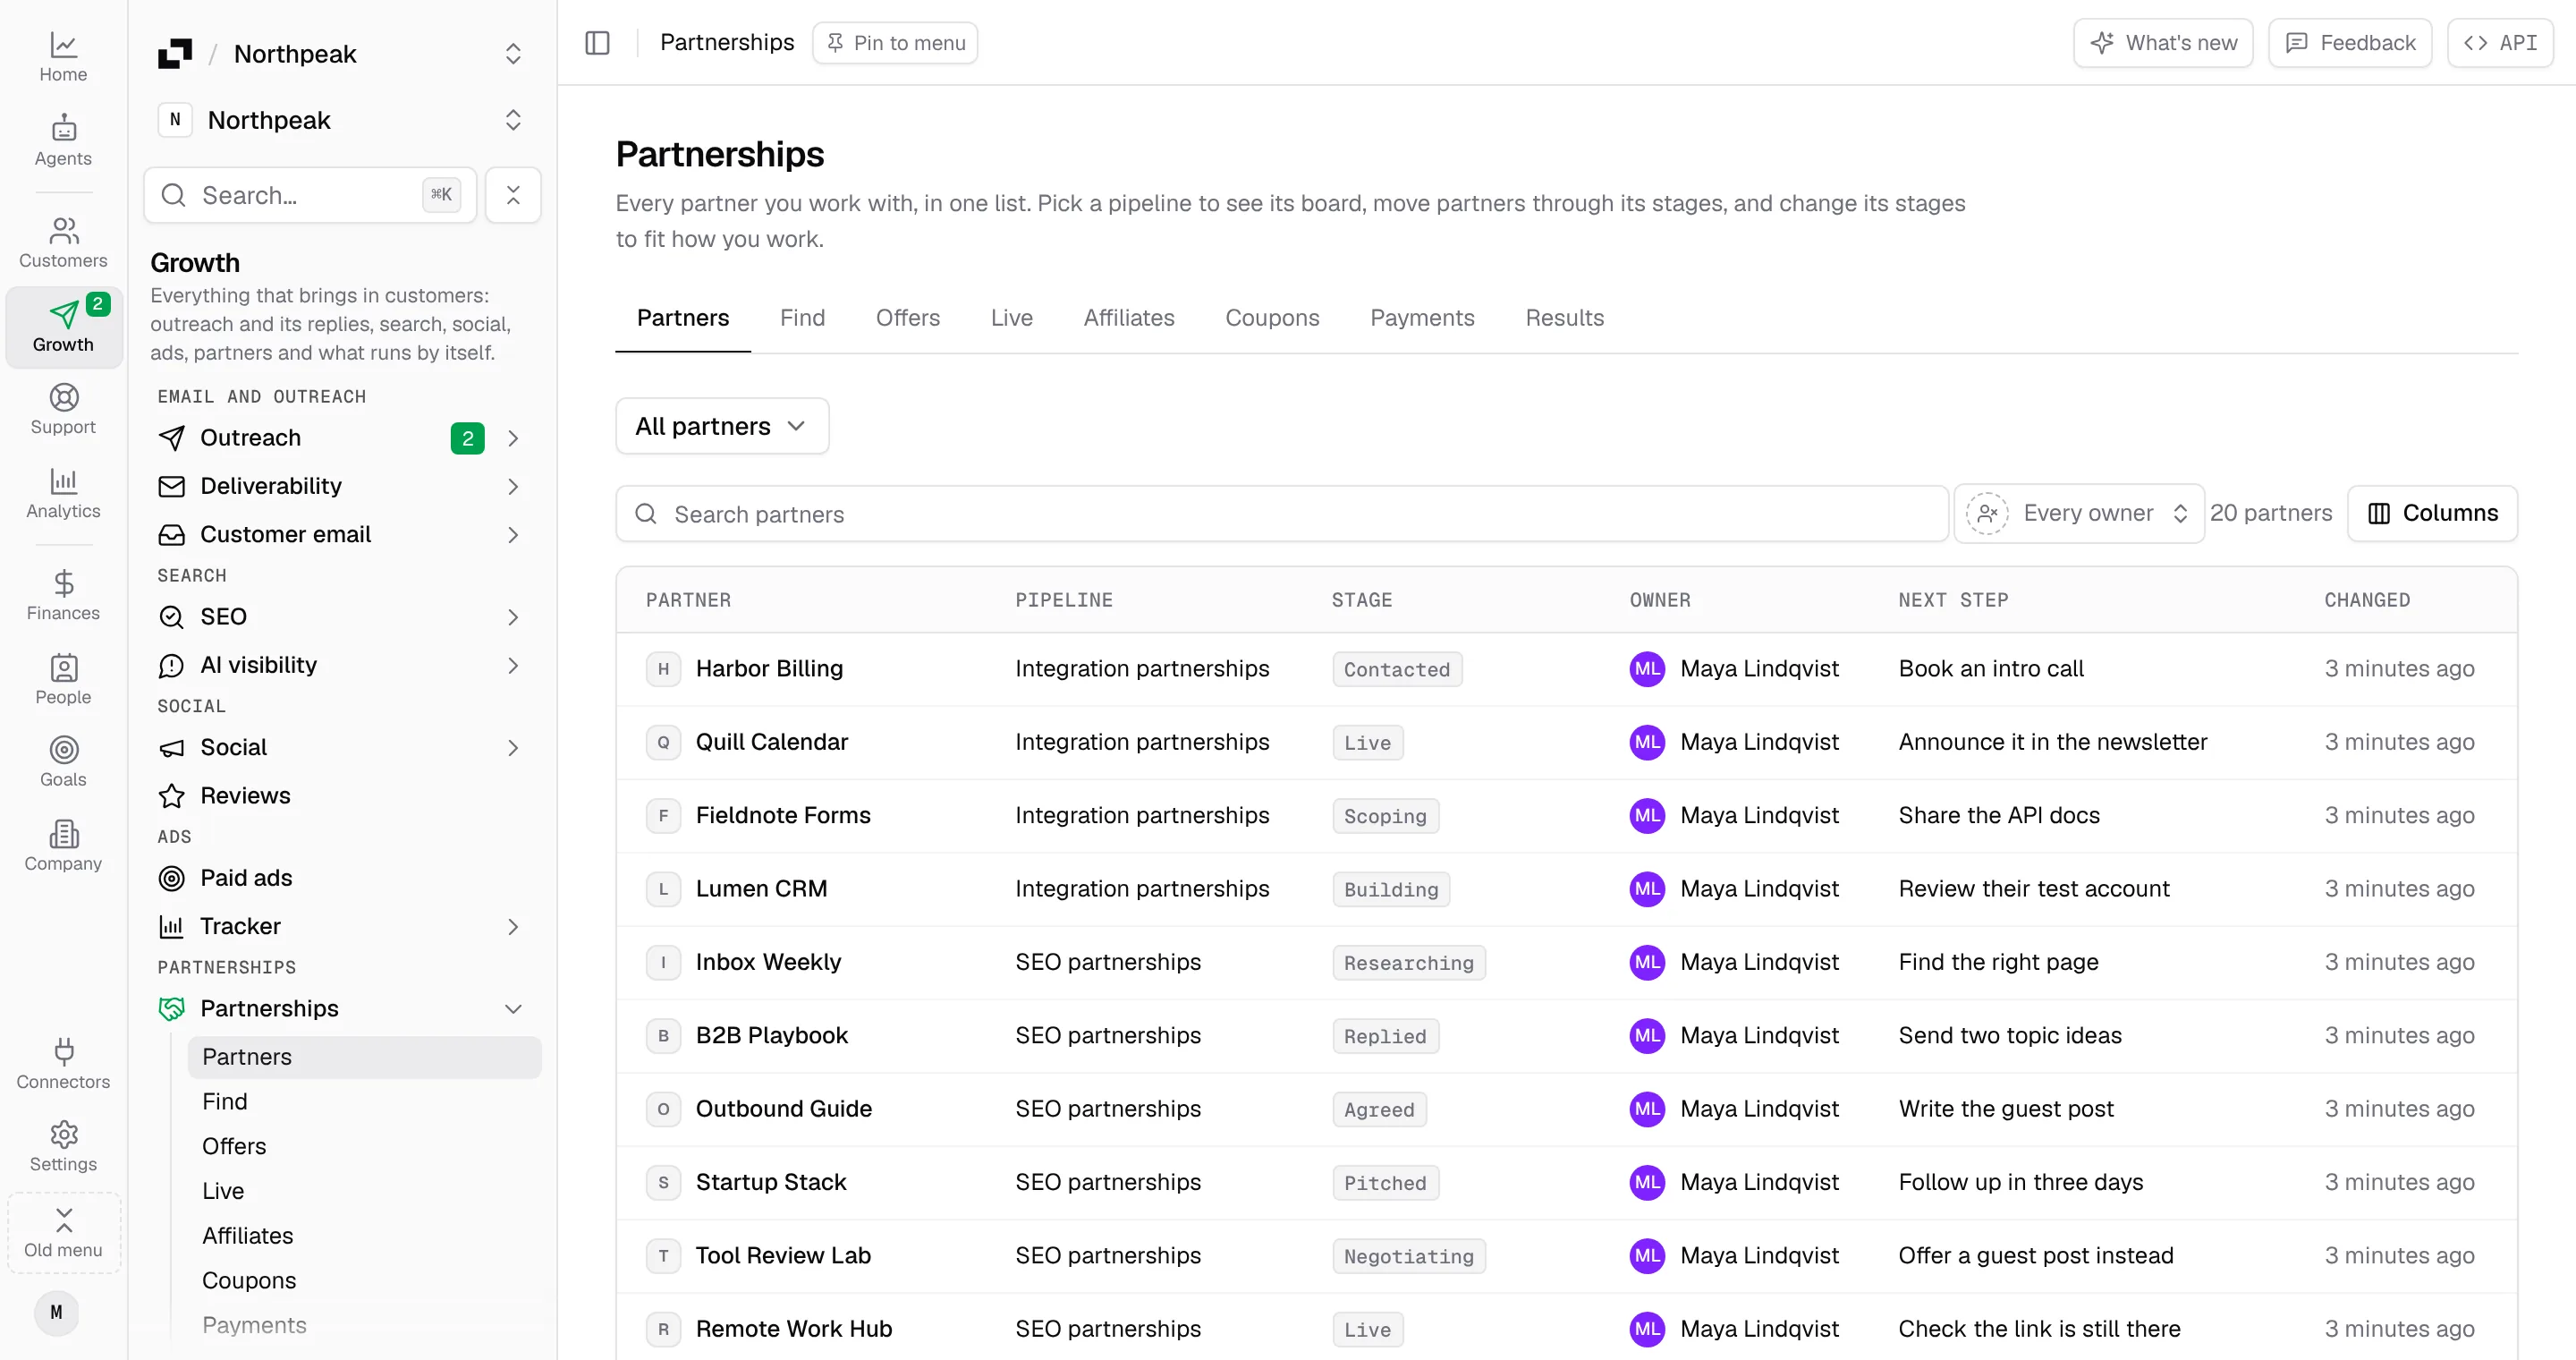 Home
Agents
Customers
2
Growth
Support
Analytics
Finances
People
Goals
Company
Connectors
Settings
Old menu
M
/ Northpeak
N Northpeak
Search... ⌘K
Growth
Everything that brings in customers:
outreach and its replies, search, social,
ads, partners and what runs by itself.
EMAIL AND OUTREACH
Outreach 2
Deliverability
Customer email
SEARCH
SEO
AI visibility
SOCIAL
Social
Reviews
ADS
Paid ads
Tracker
PARTNERSHIPS
Partnerships
Partners
Find
Offers
Live
Affiliates
Coupons
Payments
Partnerships Pin to menu What's new Feedback API
Partnerships
Every partner you work with, in one list. Pick a pipeline to see its board, move partners through its stages, and change its stages
to fit how you work.
Partners Find Offers Live Affiliates Coupons Payments Results
All partners
Search partners Every owner 20 partners Columns
PARTNER PIPELINE STAGE OWNER NEXT STEP CHANGED
H Harbor Billing Integration partnerships Contacted ML Maya Lindqvist Book an intro call 3 minutes ago
Q Quill Calendar Integration partnerships Live ML Maya Lindqvist Announce it in the newsletter 3 minutes ago
F Fieldnote Forms Integration partnerships Scoping ML Maya Lindqvist Share the API docs 3 minutes ago
L Lumen CRM Integration partnerships Building ML Maya Lindqvist Review their test account 3 minutes ago
I Inbox Weekly SEO partnerships Researching ML Maya Lindqvist Find the right page 3 minutes ago
B B2B Playbook SEO partnerships Replied ML Maya Lindqvist Send two topic ideas 3 minutes ago
O Outbound Guide SEO partnerships Agreed ML Maya Lindqvist Write the guest post 3 minutes ago
S Startup Stack SEO partnerships Pitched ML Maya Lindqvist Follow up in three days 3 minutes ago
T Tool Review Lab SEO partnerships Negotiating ML Maya Lindqvist Offer a guest post instead 3 minutes ago
R Remote Work Hub SEO partnerships Live ML Maya Lindqvist Check the link is still there 3 minutes ago